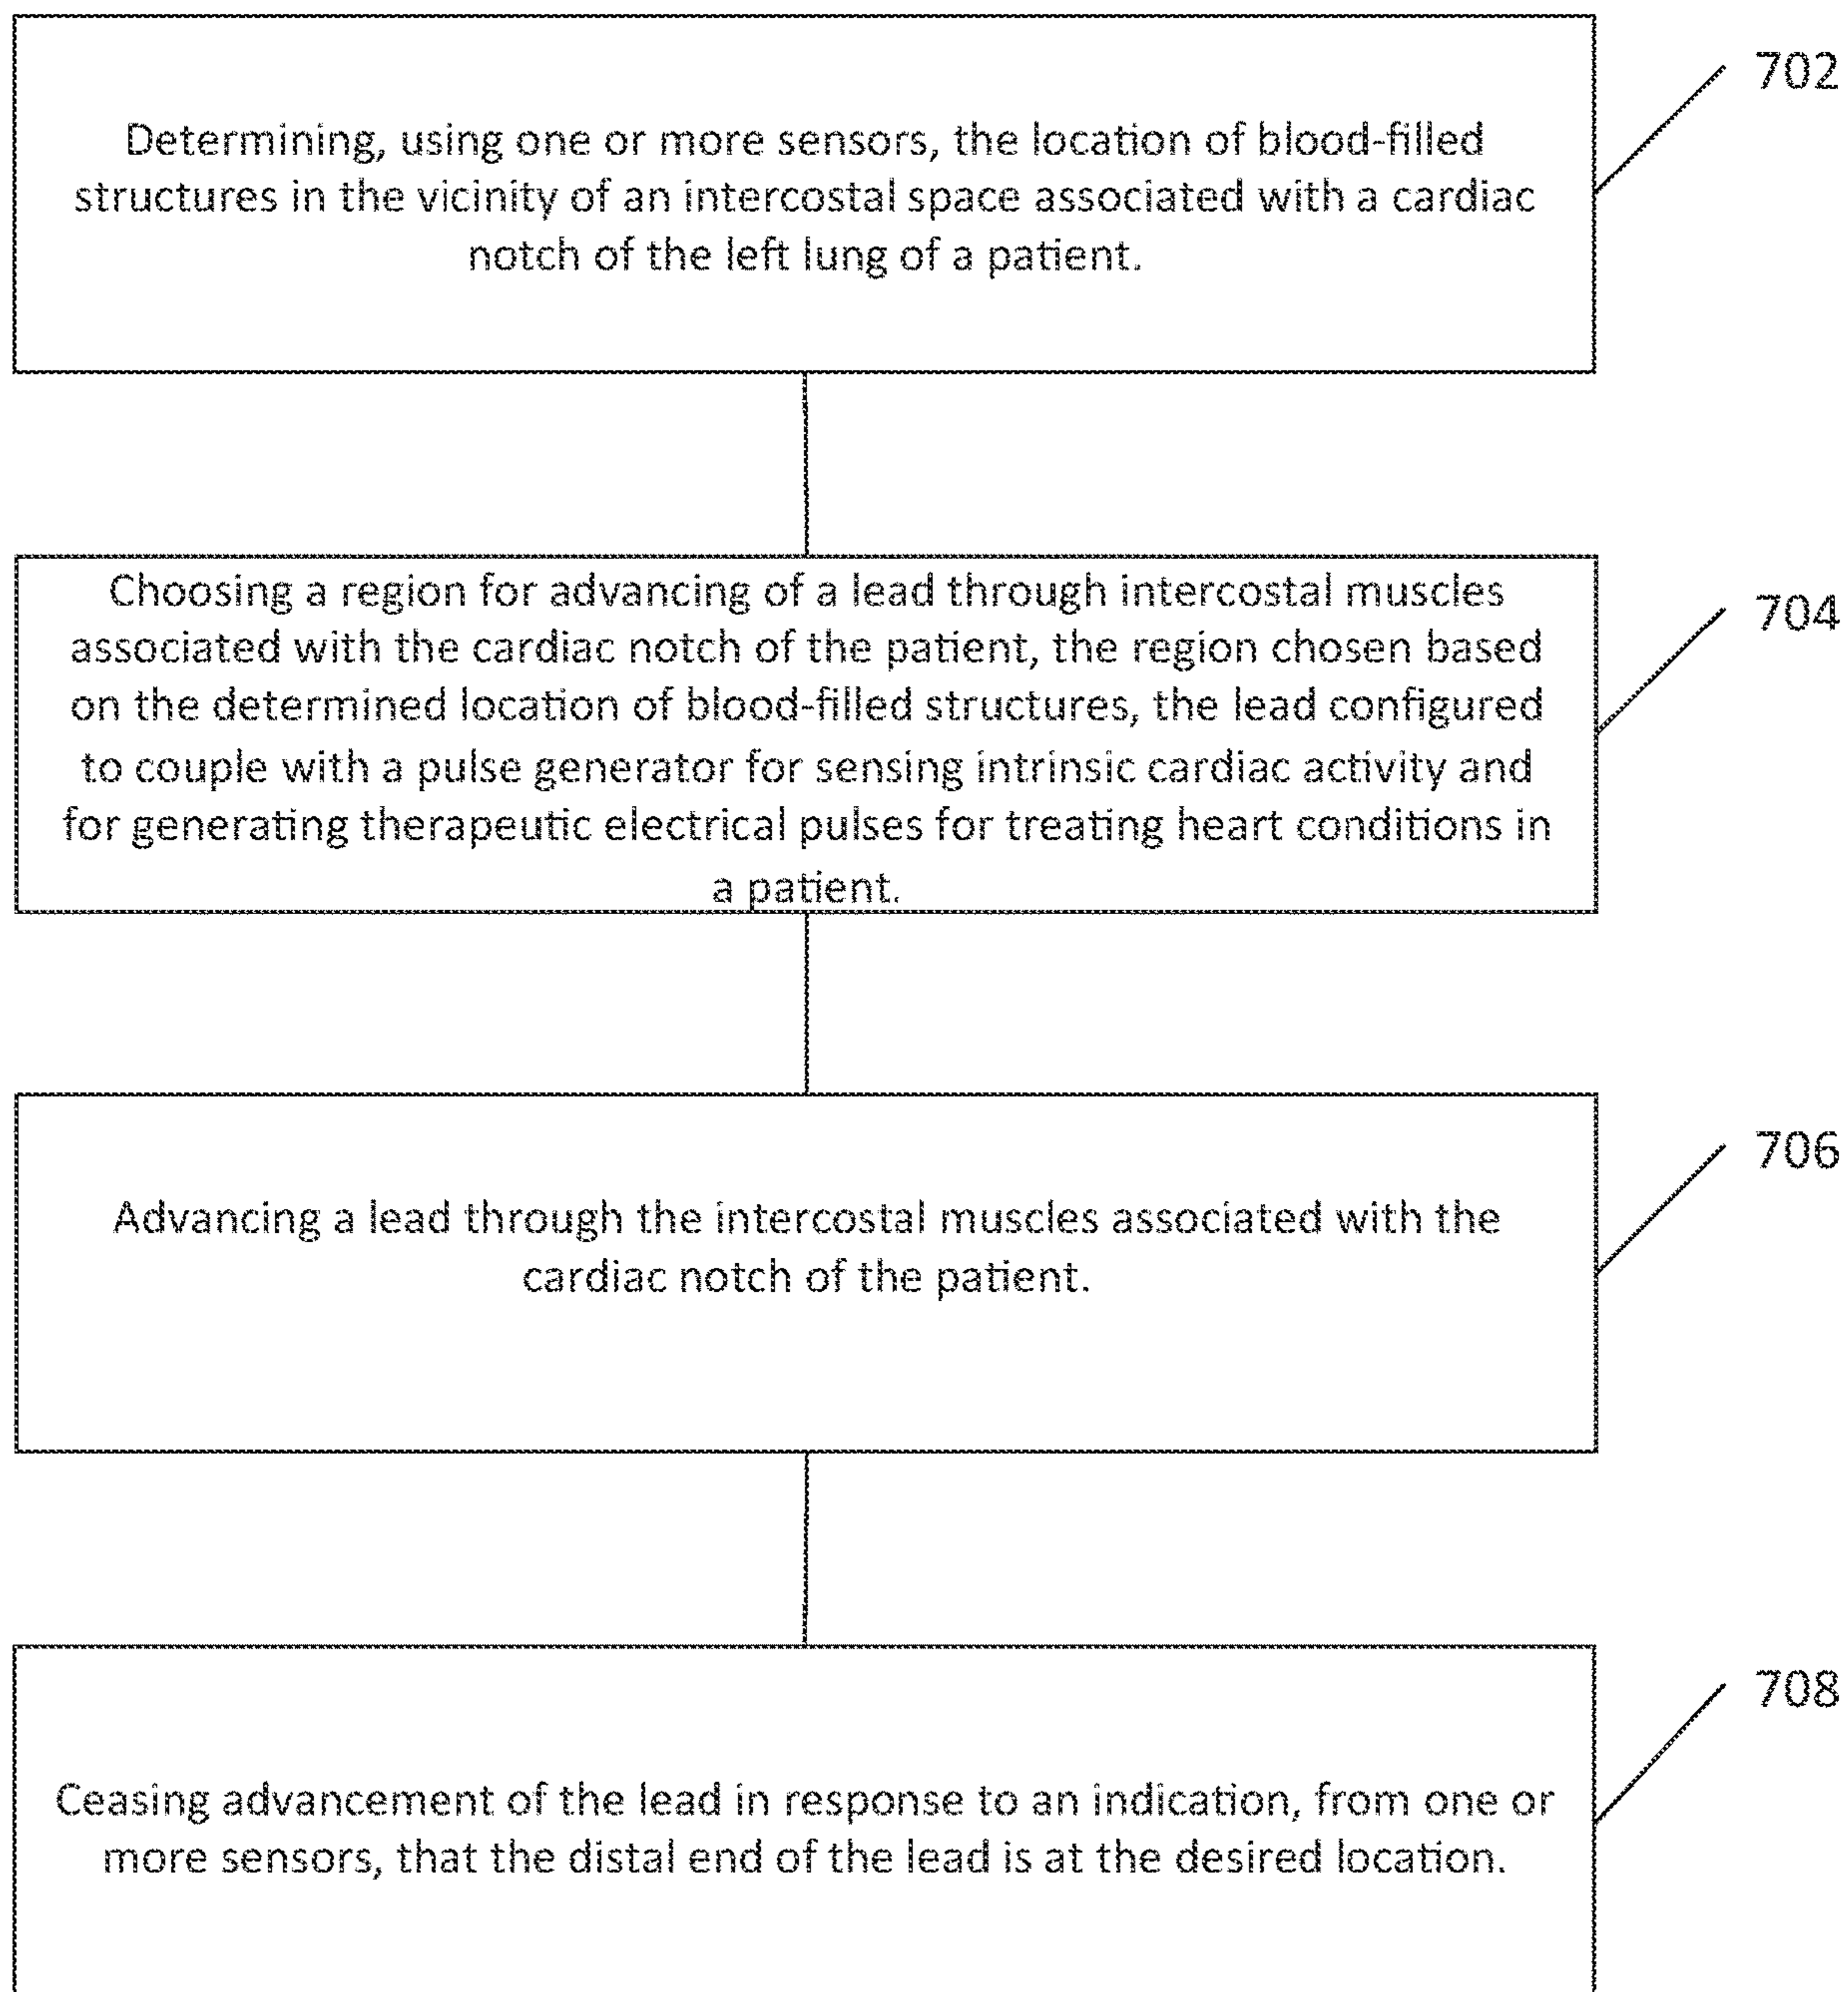 702
Determining, using one or more sensors, the location of blood-filled
structures in the vicinity of an intercostal space associated with a cardiac
notch of the left lung of a patient.
704
Choosing a region for advancing of a lead through intercostal muscles
associated with the cardiac notch of the patient, the region chosen based
on the determined location of blood-filled structures, the lead configured
to couple with a pulse generator for sensing intrinsic cardiac activity and
for generating therapeutic electrical pulses for treating heart conditions in
a patient.
706
Advancing a lead through the intercostal muscles associated with the
cardiac notch of the patient.
708
Ceasing advancement of the lead in response to an indication, from one or
more sensors, that the distal end of the lead is at the desired location.